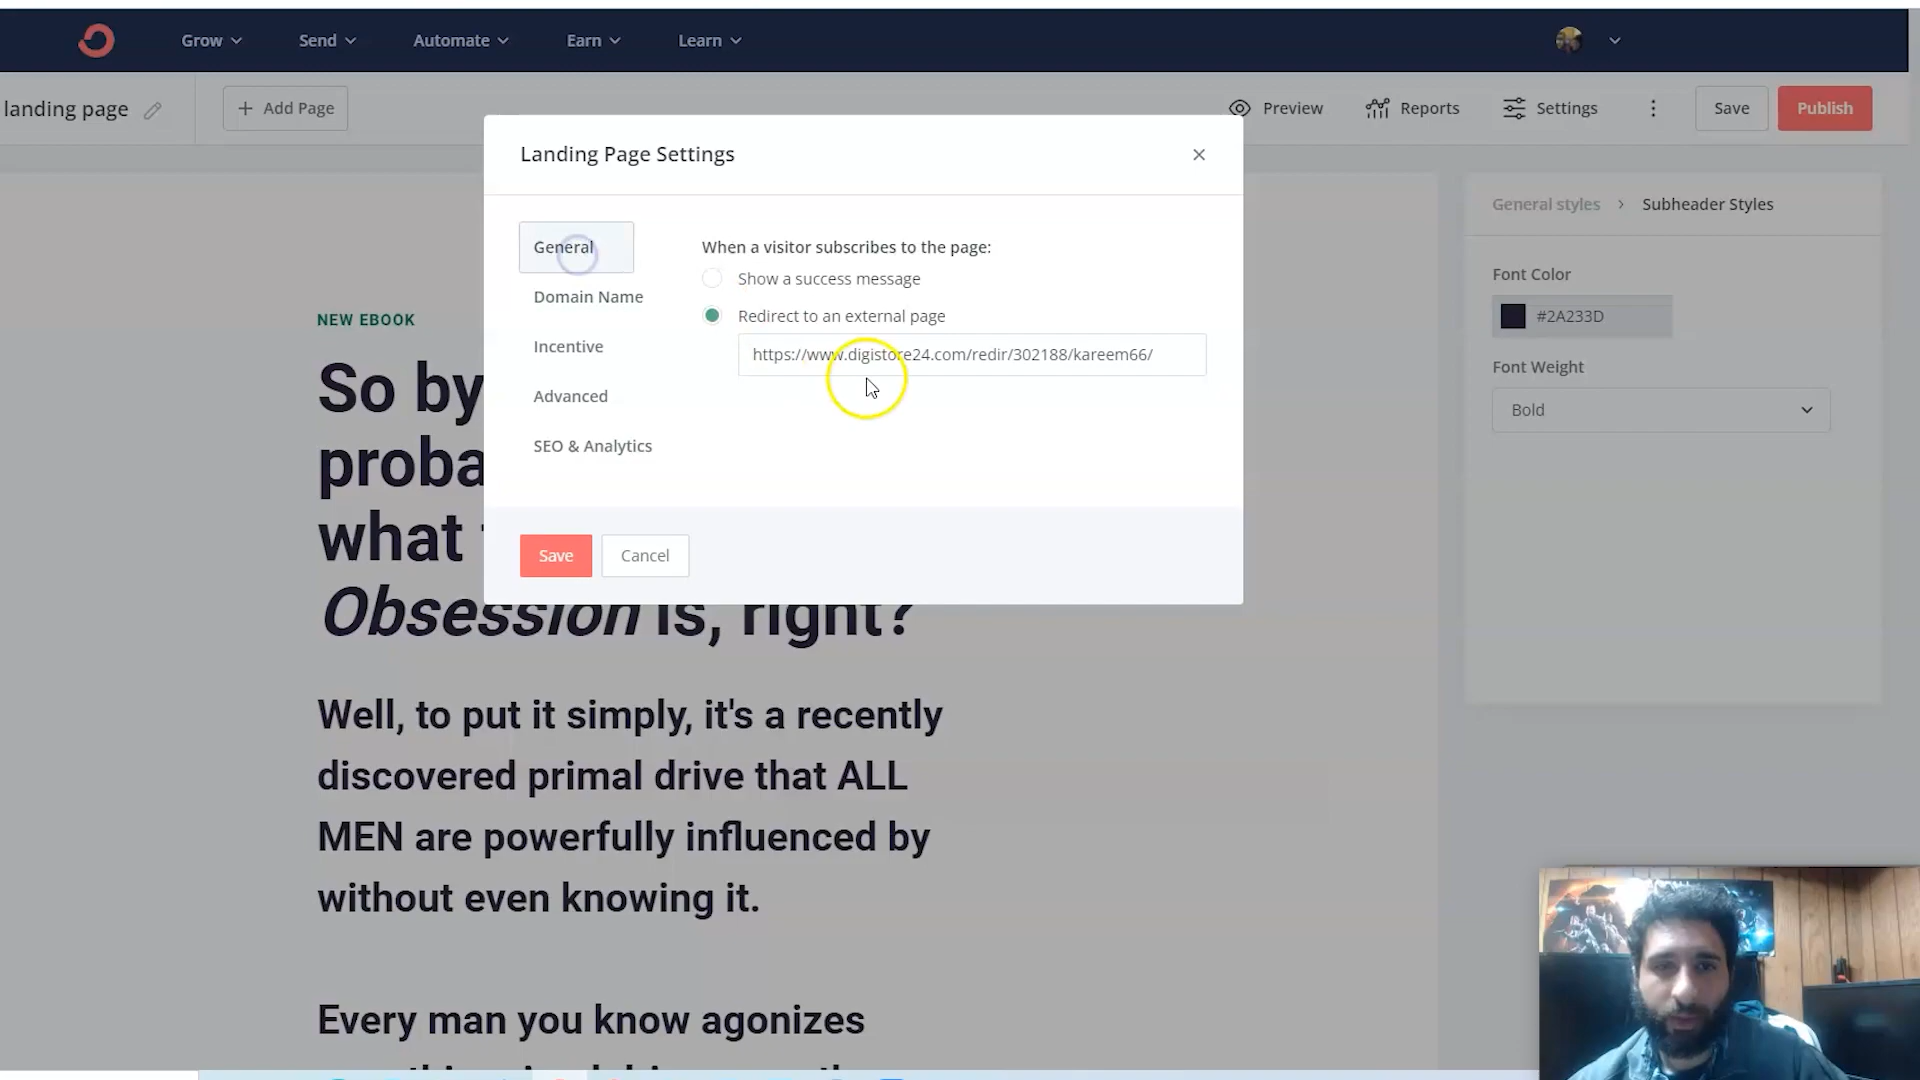 Grow
Send
Automate
Earn
Learn
landing page
+ Add Page
Preview
Reports
Settings
Save
Publish
Landing Page Settings
General
Domain Name
Incentive
Advanced
SEO & Analytics
When a visitor subscribes to the page:
Show a success message
Redirect to an external page
https://www.digistore24.com/redir/302188/kareem66/
Save
Cancel
General styles > Subheader Styles
Font Color
#2A233D
Font Weight
Bold
NEW EBOOK
So by
proba
what
Obsession is, right?
Well, to put it simply, it's a recently
discovered primal drive that ALL
MEN are powerfully influenced by
without even knowing it.
Every man you know agonizes